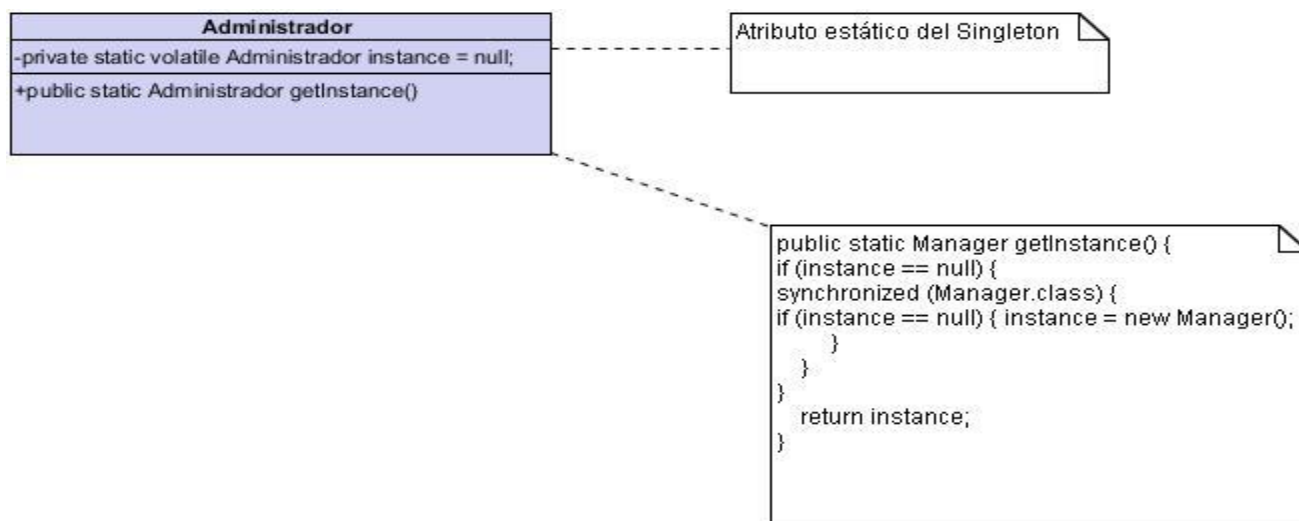 Administrador
-private static volatile Administrador instance = null;
+public static Administrador getInstance()
Atributo estático del Singleton
public static Manager getInstance() {
if (instance == null) {
synchronized (Manager.class) {
if (instance == null) { instance = new Manager();
}
}
}
return instance;
}